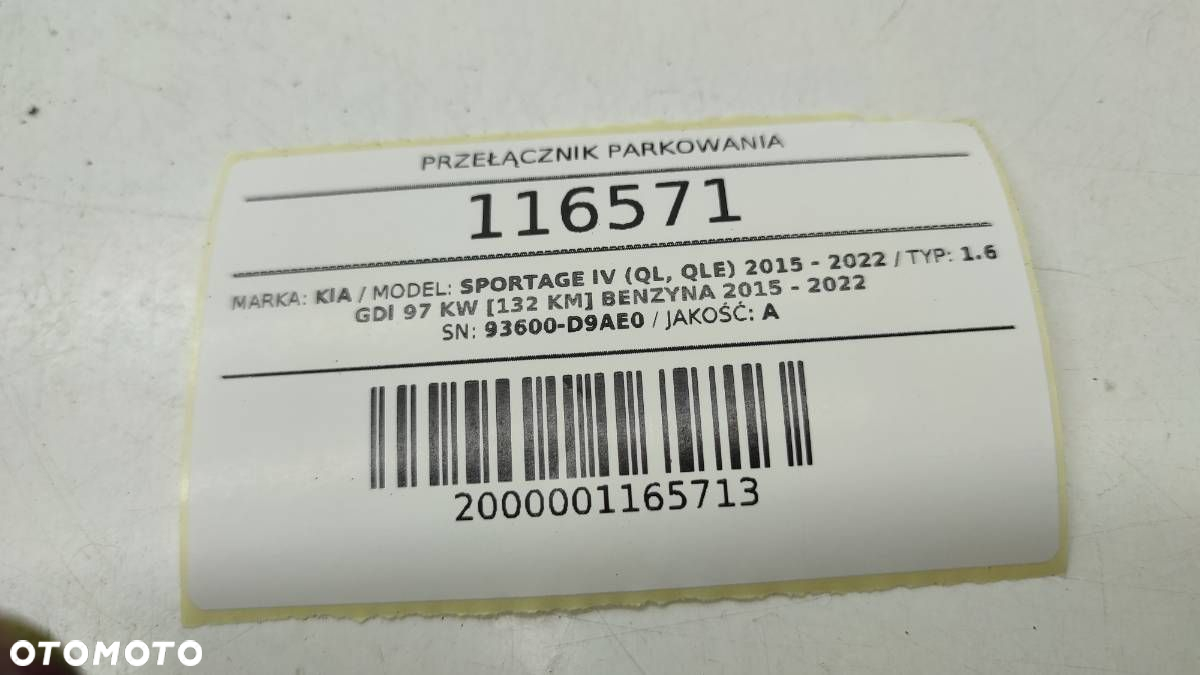 PRZEŁĄCZNIK PARKOWANIA
116571
MARKA: KIA / MODEL: SPORTAGE IV (QL, QLE) 2015 - 2022 / TYP: 1.6
GDI 97 KW [132 KM] BENZYNA 2015 - 2022
SN: 93600-D9AE0 / JAKOŚĆ: A
2000001165713
OTOMOTO